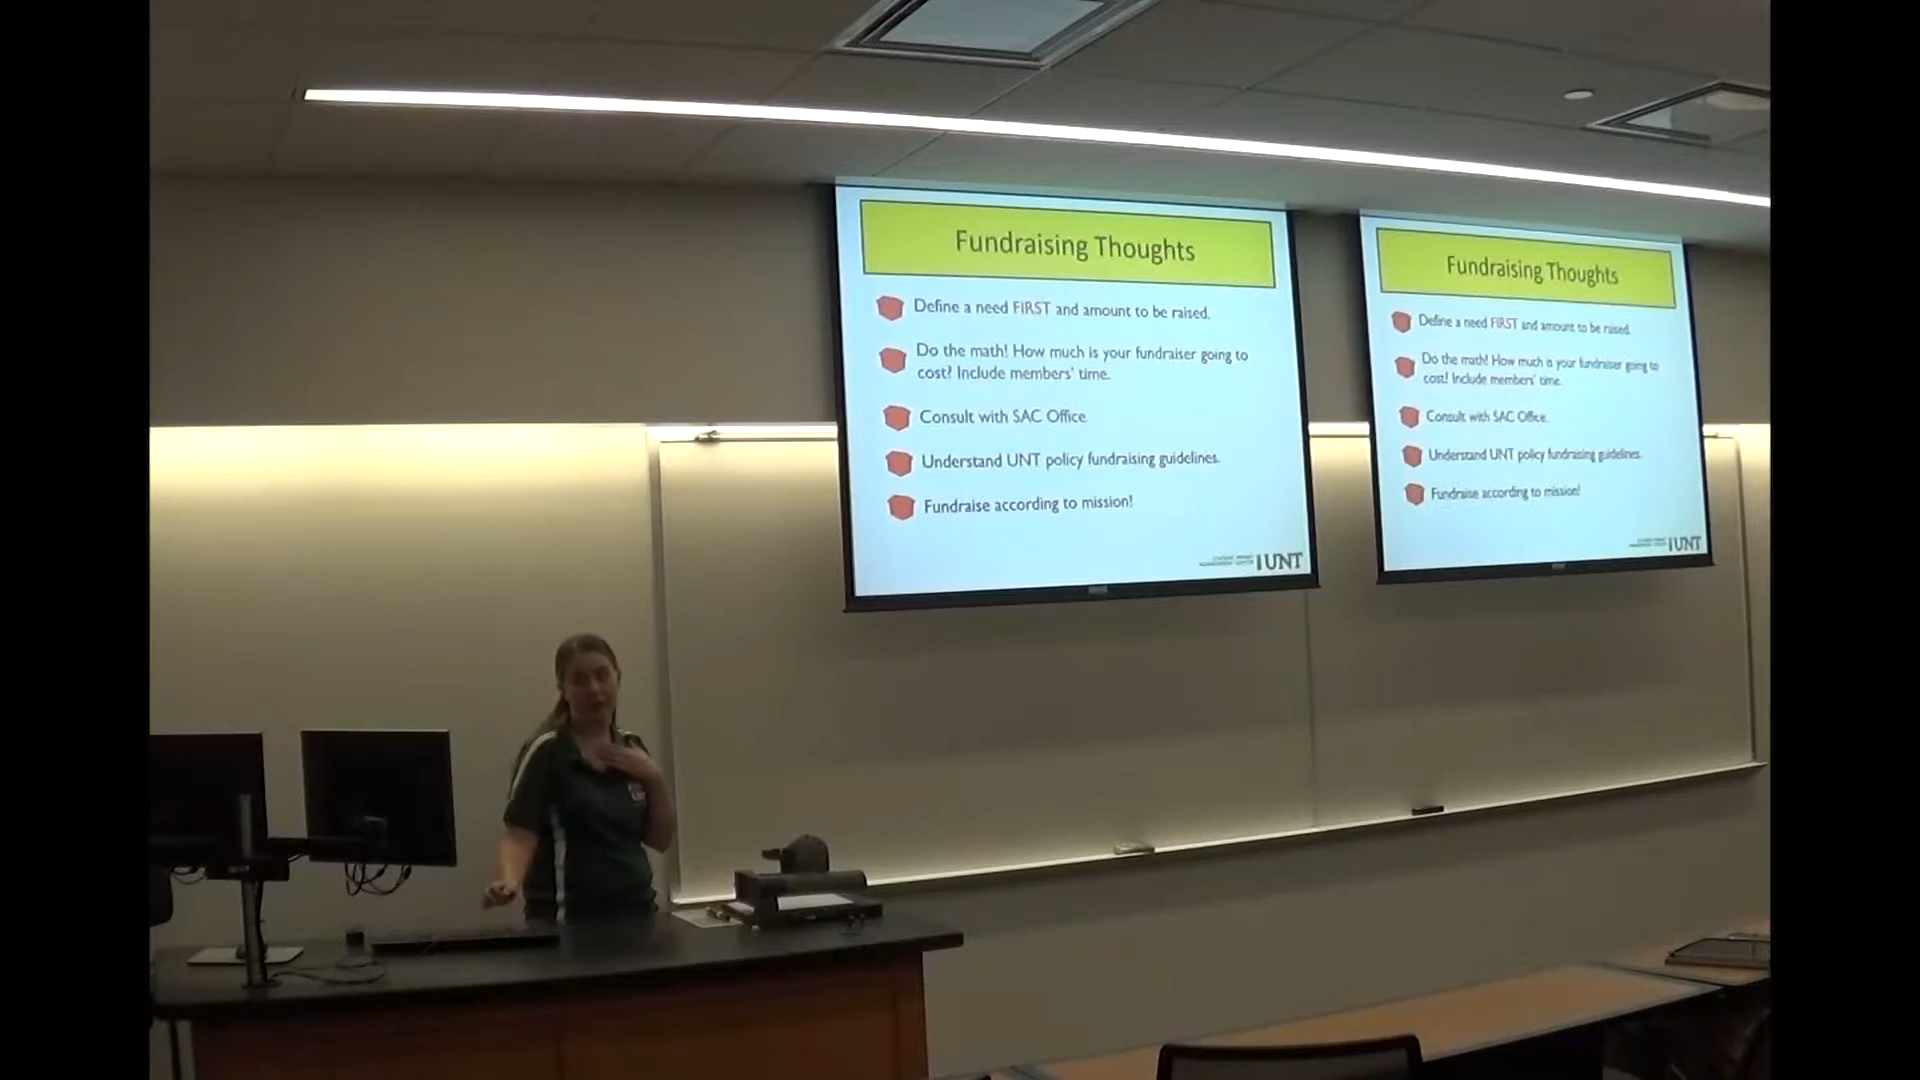 Fundraising Thoughts
Define a need FIRST and amount to be raised.
Do the math! How much is your fundraiser going to
cost? Include members' time.
Consult with SAC Office.
Understand UNT policy fundraising guidelines.
Fundraise according to mission!
UNT
Fundraising Thoughts
Define a need FIRST and amount to be raised.
Do the math! How much is your fundraiser going to
cost? Include members' time.
Consult with SAC Office.
Understand UNT policy fundraising guidelines.
Fundraise according to mission!
UNT